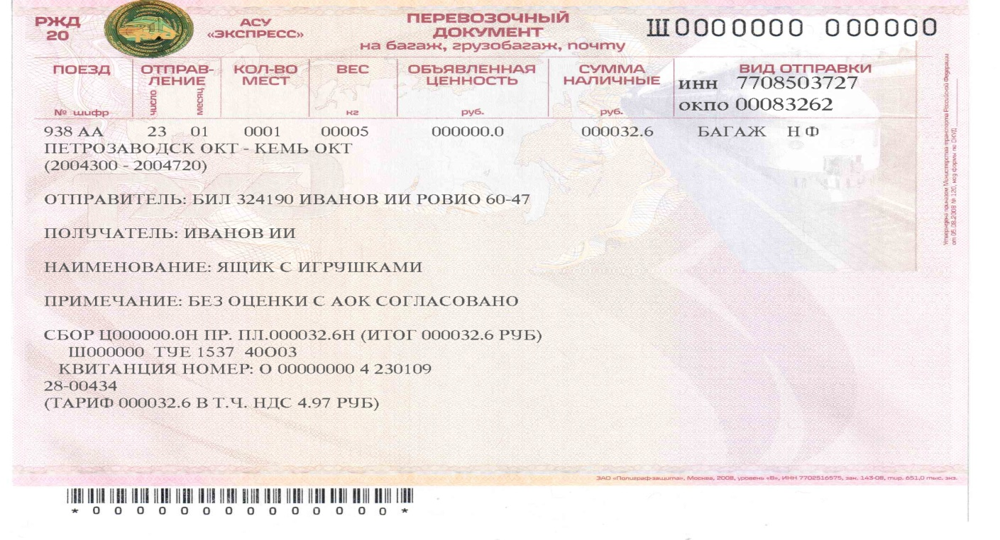 РЖД
20
АСУ
«ЭКСПРЕСС»
ПЕРЕВОЗОЧНЫЙ
ДОКУМЕНТ
на багаж, грузобагаж, почту
Ш0000000 000000
ПОЕЗД
№ шифр
ОТПРАВ-
ЛЕНИЕ
число
месяц
КОЛ-ВО
МЕСТ
ВЕС
кг
ОБЪЯВЛЕННАЯ
ЦЕННОСТЬ
руб.
СУММА
НАЛИЧНЫЕ
руб.
ВИД ОТПРАВКИ
ИНН 7708503727
ОКПО 00083262
938 АА 23 01 0001 00005 000000.0 000032.6 БАГАЖ Н Ф
ПЕТРОЗАВОДСК ОКТ - КЕМЬ ОКТ
(2004300 - 2004720)
ОТПРАВИТЕЛЬ: БИЛ 324190 ИВАНОВ ИИ РОВИО 60-47
ПОЛУЧАТЕЛЬ: ИВАНОВ ИИ
НАИМЕНОВАНИЕ: ЯЩИК С ИГРУШКАМИ
ПРИМЕЧАНИЕ: БЕЗ ОЦЕНКИ С АОК СОГЛАСОВАНО
СБОР Ц000000.0Н ПР: ПЛ.000032.6Н (ИТОГ 000032.6 РУБ)
Ш000000 ТУЕ 1537 40О03
КВИТАНЦИЯ НОМЕР: О 00000000 4 230109
28-00434
(ТАРИФ 000032.6 В Т.Ч. НДС 4.97 РУБ)
Утверждена приказом Министерства транспорта Российской Федерации
от 05.08.2008 № 120, код формы по ОКУД
ЗАО «Полиграф-защита», Москва, 2008, уровень «В», ИНН 7702516575, зак. 143-08, тир. 651,0 тыс. экз.
* 0 0 0 0 0 0 0 0 0 0 0 0 0 0 *